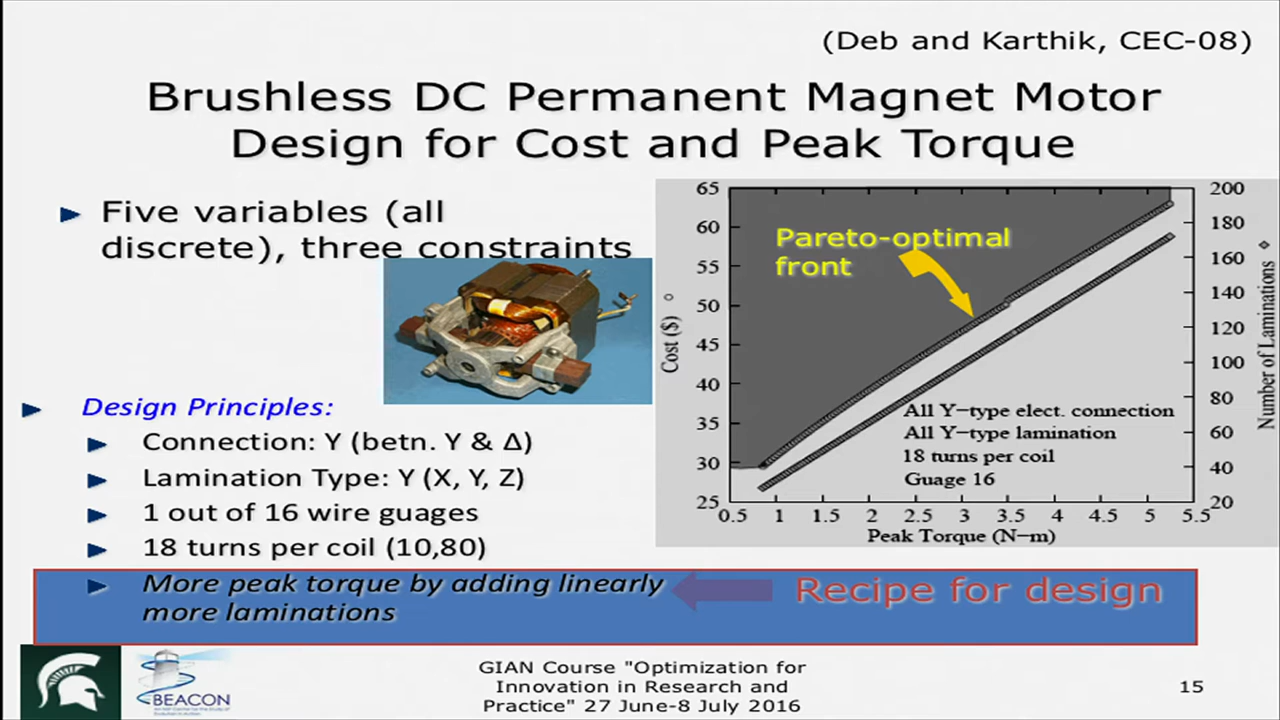 (Deb and Karthik, CEC-08)
Brushless DC Permanent Magnet Motor
Design for Cost and Peak Torque
Five variables (all
discrete), three constraints
Design Principles:
Connection: Y (betn. Y & Δ)
Lamination Type: Y (X, Y, Z)
1 out of 16 wire guages
18 turns per coil (10,80)
More peak torque by adding linearly
more laminations
Recipe for design
Pareto-optimal
front
All Y−type elect. connection
All Y−type lamination
18 turns per coil
Guage 16
Cost ($)
65
60
55
50
45
40
35
30
25
Number of Laminations
200
180
160
140
120
100
80
60
40
20
0.5 1 1.5 2 2.5 3 3.5 4 4.5 5 5.5
Peak Torque (N−m)
BEACON
GIAN Course "Optimization for
Innovation in Research and
Practice" 27 June-8 July 2016
15